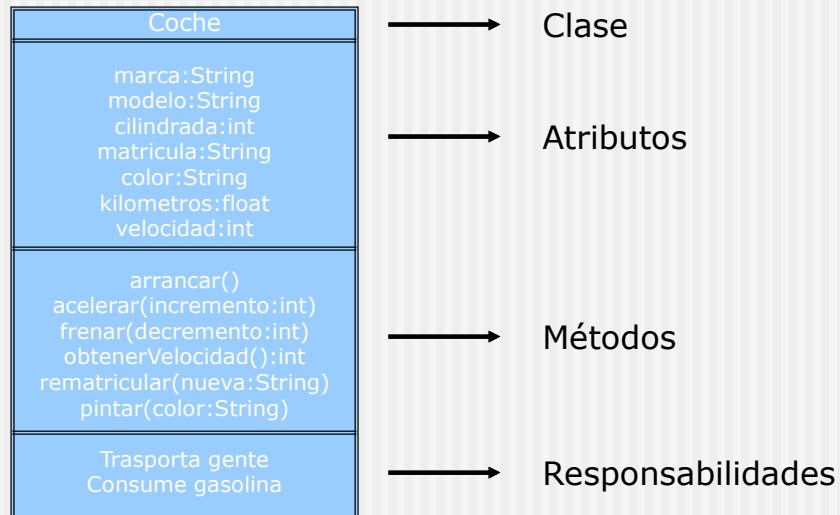 Coche
Clase
marca:String
modelo:String
cilindrada:int
matricula:String
color:String
kilometros:float
velocidad:int
Atributos
arrancar()
acelerar(incremento:int)
frenar(decremento:int)
obtenerVelocidad():int
rematricular(nueva:String)
pintar(color:String)
Métodos
Trasporta gente
Consume gasolina
Responsabilidades